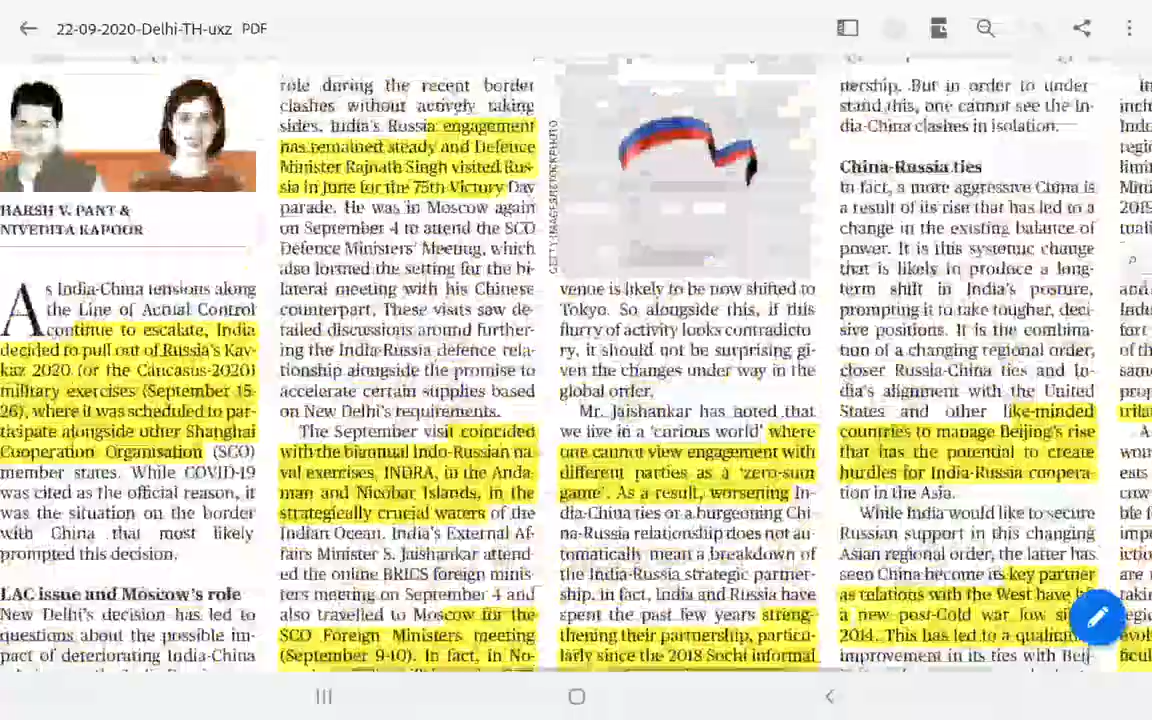 22-09-2020-Delhi-TH-uxz PDF
HARSH V. PANT &
NIVEDITA KAPOOR
As India-China tensions along
the Line of Actual Control
continue to escalate, India
decided to pull out of Russia's Kav-
kaz 2020 (or the Caucasus-2020)
military exercises (September 15-
26), where it was scheduled to par-
ticipate alongside other Shanghai
Cooperation Organisation (SCO)
member states. While COVID-19
was cited as the official reason, it
was the situation on the border
with China that most likely
prompted this decision.
LAC issue and Moscow's role
New Delhi's decision has led to
questions about the possible im-
pact of deteriorating India-China
role during the recent border
clashes without actively taking
sides. India's Russia engagement
has remained steady and Defence
Minister Rajnath Singh visited Rus-
sia in June for the 75th Victory Day
parade. He was in Moscow again
on September 4 to attend the SCO
Defence Ministers' Meeting, which
also formed the setting for the bi-
lateral meeting with his Chinese
counterpart. These visits saw de-
tailed discussions around further-
ing the India-Russia defence rela-
tionship alongside the promise to
accelerate certain supplies based
on New Delhi's requirements.
The September visit coincided
with the biannual Indo-Russian na
val exercises, INDRA, in the Anda-
man and Nicobar Islands, in the
strategically crucial waters of the
Indian Ocean. India's External Af-
fairs Minister S. Jaishankar attend-
ed the online BRICS foreign minis-
ters meeting on September 4 and
also travelled to Moscow for the
SCO Foreign Ministers meeting
(September 9-10). In fact, in No-
GETTY IMAGES/ISTOCKPHOTO
venue is likely to be now shifted to
Tokyo. So alongside this, if this
flurry of activity looks contradicto
ry, it should not be surprising gi-
ven the changes under way in the
global order.
Mr. Jaishankar has noted that
we live in a 'curious world' where
one cannot view engagement with
different parties as a 'zero-sum
game'. As a result, worsening In-
dia-China ties or a burgeoning Chi-
na-Russia relationship does not au-
tomatically mean a breakdown of
the India-Russia strategic partner-
ship. In fact, India and Russia have
spent the past few years streng-
thening their partnership, particu-
larly since the 2018 Sochi informal
nership. But in order to under
stand this, one cannot see the In-
dia-China clashes in isolation.
China-Russia ties
In fact, a more aggressive China is
a result of its rise that has led to a
change in the existing balance of
power. It is this systemic change
that is likely to produce a long-
term shift in India's posture,
prompting it to take tougher, deci-
sive positions. It is the combina-
tion of a changing regional order,
closer Russia-China ties and In-
dia's alignment with the United
States and other like-minded
countries to manage Beijing's rise
that has the potential to create
hurdles for India-Russia coopera-
tion in the Asia.
While India would like to secure
Russian support in this changing
Asian regional order, the latter has
seen China become its key partner
as relations with the West have
a new post-Cold war low
2014. This has led to a
improvement in its ties with Beij-